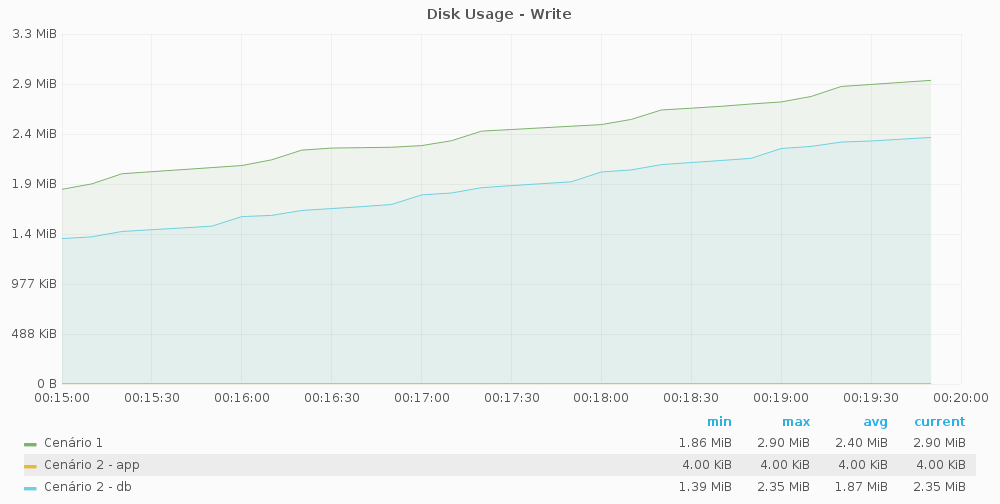 Disk Usage - Write
3.3 MiB
2.9 MiB
2.4 MiB
1.9 MiB
1.4 MiB
977 KiB
488 KiB
0 B
00:15:00 00:15:30 00:16:00 00:16:30 00:17:00 00:17:30 00:18:00 00:18:30 00:19:00 00:19:30 00:20:00
min max avg current
Cenário 1 1.86 MiB 2.90 MiB 2.40 MiB 2.90 MiB
Cenário 2 - app 4.00 KiB 4.00 KiB 4.00 KiB 4.00 KiB
Cenário 2 - db 1.39 MiB 2.35 MiB 1.87 MiB 2.35 MiB